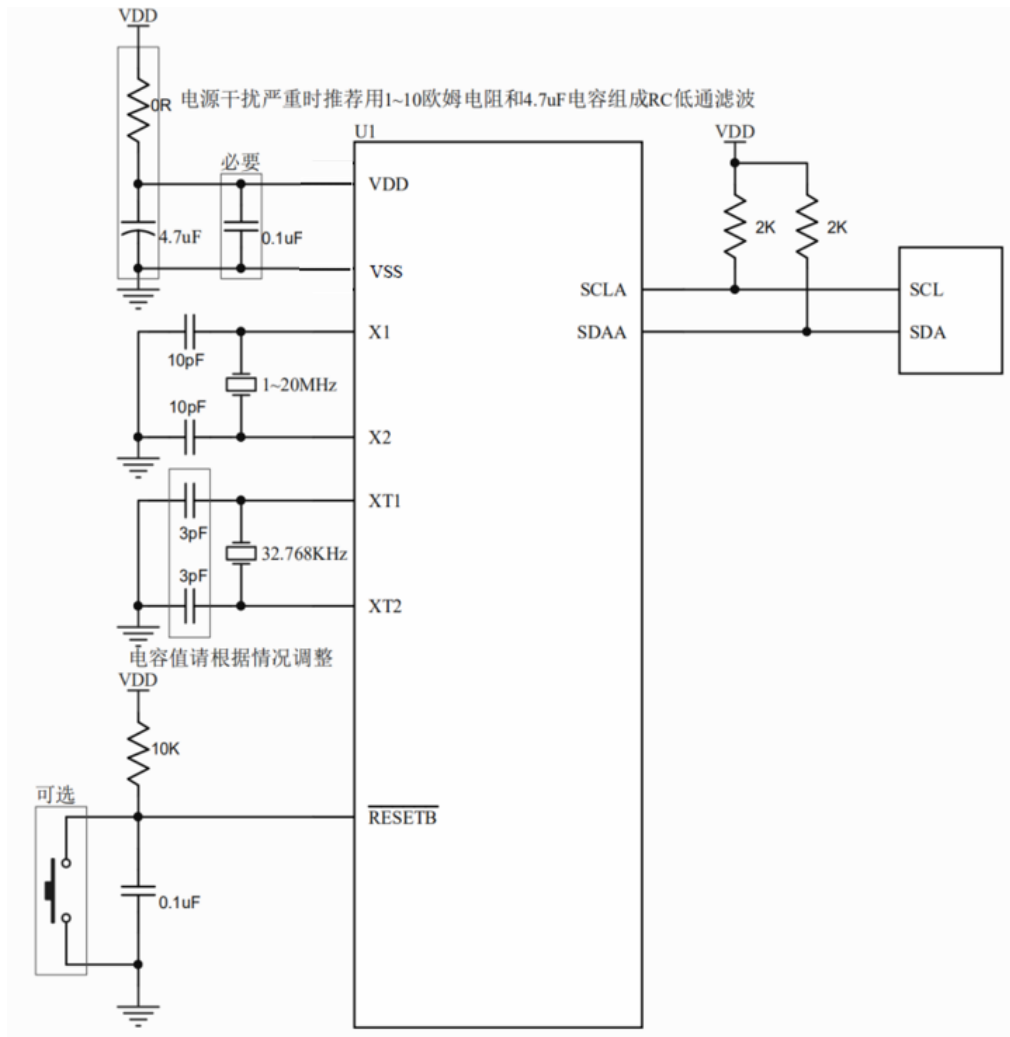 VDD
0R
电源干扰严重时推荐用1~10欧姆电阻和4.7uF电容组成RC低通滤波
U1
VDD
必要
VDD
4.7uF
0.1uF
2K
2K
VSS
SCLA
SCL
X1
SDAA
SDA
10pF
1~20MHz
10pF
X2
XT1
3pF
32.768KHz
3pF
XT2
电容值请根据情况调整
VDD
10K
可选
RESETB
0.1uF